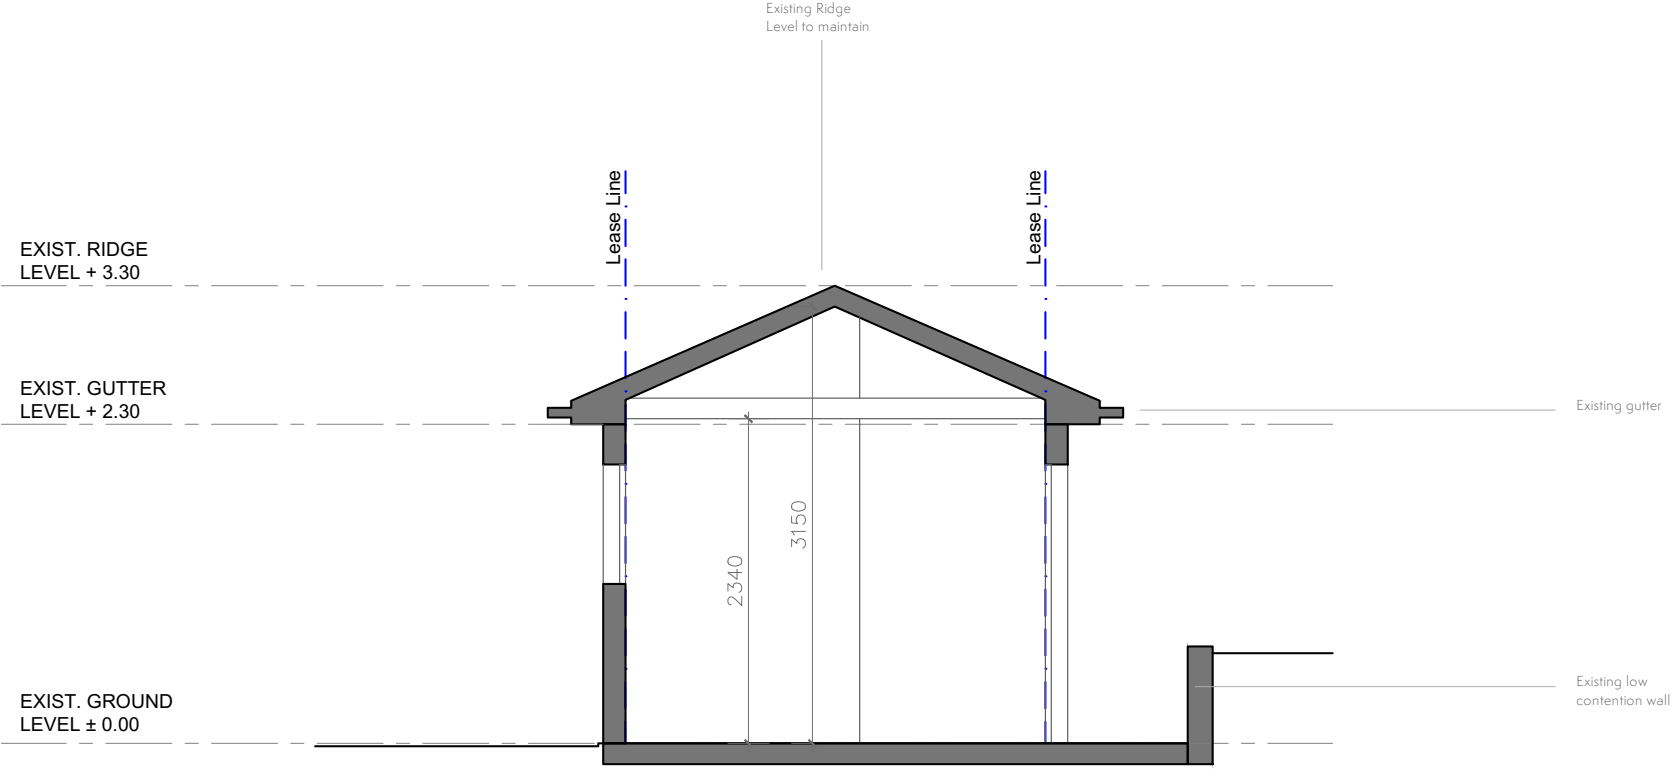 Existing Ridge
Level to maintain
Lease Line
Lease Line
EXIST. RIDGE
LEVEL + 3.30
EXIST. GUTTER
LEVEL + 2.30
Existing gutter
3150
2340
Existing low
contention wall
EXIST. GROUND
LEVEL ± 0.00